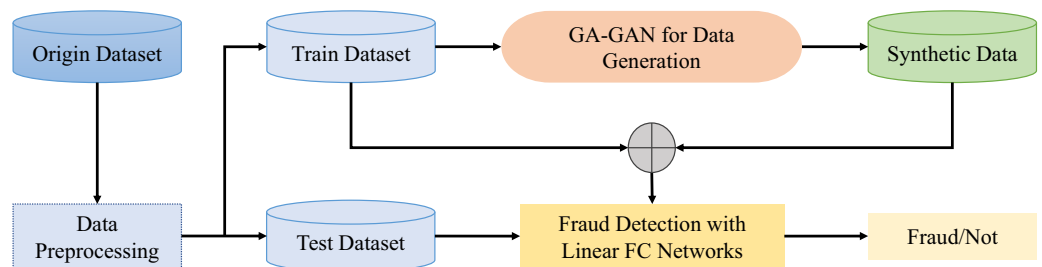 Origin Dataset
Train Dataset
GA-GAN for Data
Generation
Synthetic Data
Data
Preprocessing
Test Dataset
Fraud Detection with
Linear FC Networks
Fraud/Not